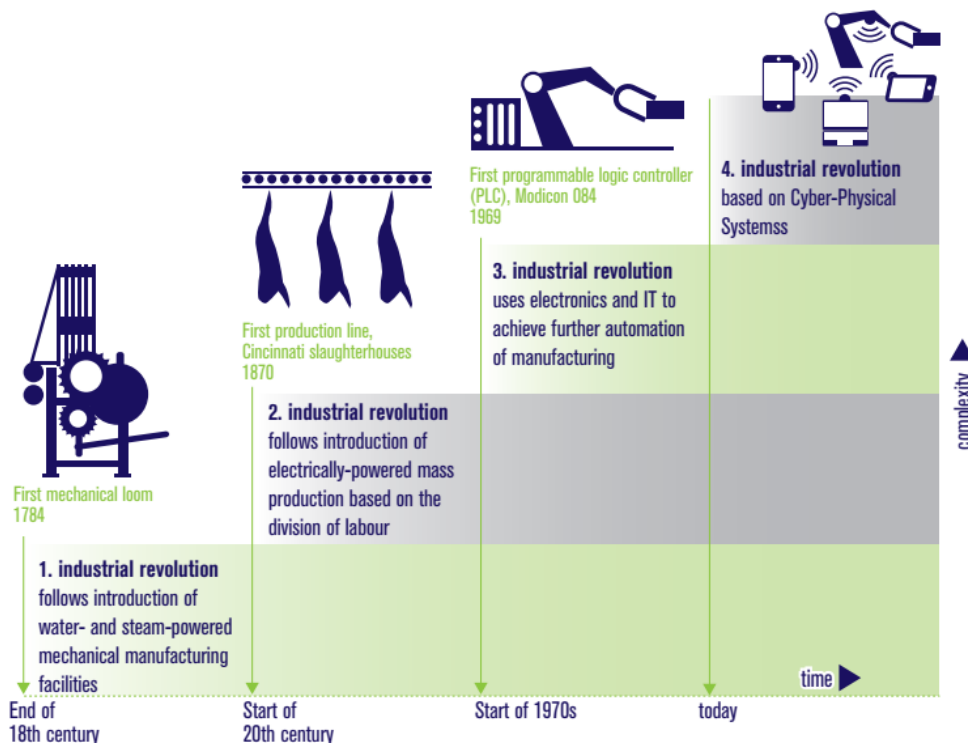 First mechanical loom
1784
1. industrial revolution
follows introduction of
water- and steam-powered
mechanical manufacturing
facilities
End of
18th century
First production line,
Cincinnati slaughterhouses
1870
2. industrial revolution
follows introduction of
electrically-powered mass
production based on the
division of labour
Start of
20th century
First programmable logic controller
(PLC), Modicon 084
1969
3. industrial revolution
uses electronics and IT to
achieve further automation
of manufacturing
Start of 1970s
4. industrial revolution
based on Cyber-Physical
Systemss
today
time
complexity